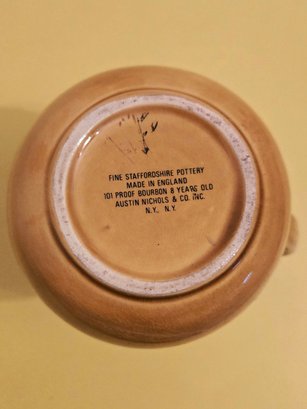 FINE STAFFORDSHIRE POTTERY
MADE IN ENGLAND
101 PROOF BOURBON 8 YEARS OLD
AUSTIN NICHOLS & CO. INC.
N.Y., N.Y.